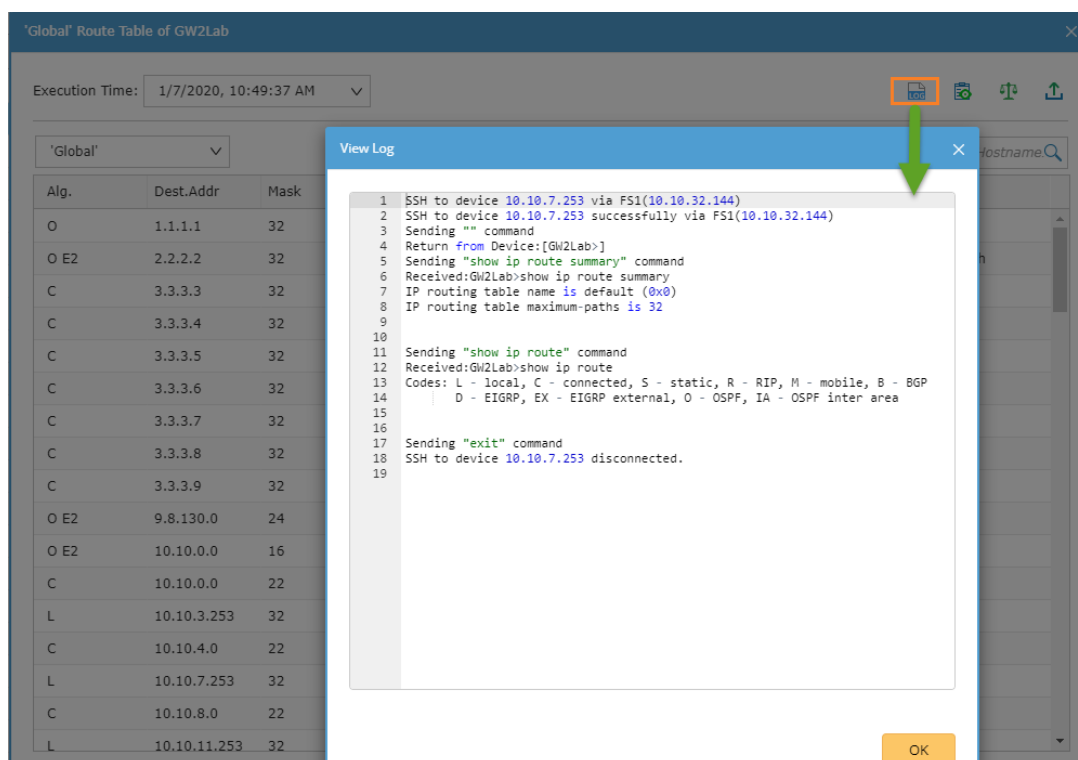 'Global' Route Table of GW2Lab
Execution Time: 1/7/2020, 10:49:37 AM
LOG
'Global'
Hostname.
View Log
Alg. Dest.Addr Mask
O 1.1.1.1 32
O E2 2.2.2.2 32 h
C 3.3.3.3 32
C 3.3.3.4 32
C 3.3.3.5 32
C 3.3.3.6 32
C 3.3.3.7 32
C 3.3.3.8 32
C 3.3.3.9 32
O E2 9.8.130.0 24
O E2 10.10.0.0 16
C 10.10.0.0 22
L 10.10.3.253 32
C 10.10.4.0 22
L 10.10.7.253 32
C 10.10.8.0 22
L 10.10.11.253 32
1 SSH to device 10.10.7.253 via FS1(10.10.32.144)
2 SSH to device 10.10.7.253 successfully via FS1(10.10.32.144)
3 Sending "" command
4 Return from Device:[GW2Lab>]
5 Sending "show ip route summary" command
6 Received:GW2Lab>show ip route summary
7 IP routing table name is default (0x0)
8 IP routing table maximum-paths is 32
9
10
11 Sending "show ip route" command
12 Received:GW2Lab>show ip route
13 Codes: L - local, C - connected, S - static, R - RIP, M - mobile, B - BGP
14 D - EIGRP, EX - EIGRP external, O - OSPF, IA - OSPF inter area
15
16
17 Sending "exit" command
18 SSH to device 10.10.7.253 disconnected.
19
OK